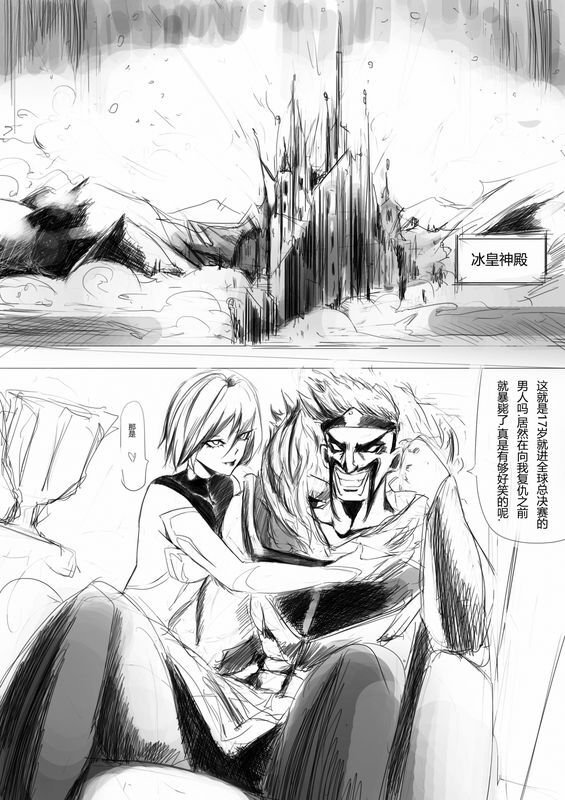 冰皇神殿
这就是17岁就进全球总决赛的
男人吗 居然在向我复仇之前
就暴毙了 真是有够好笑的呢
那是♡